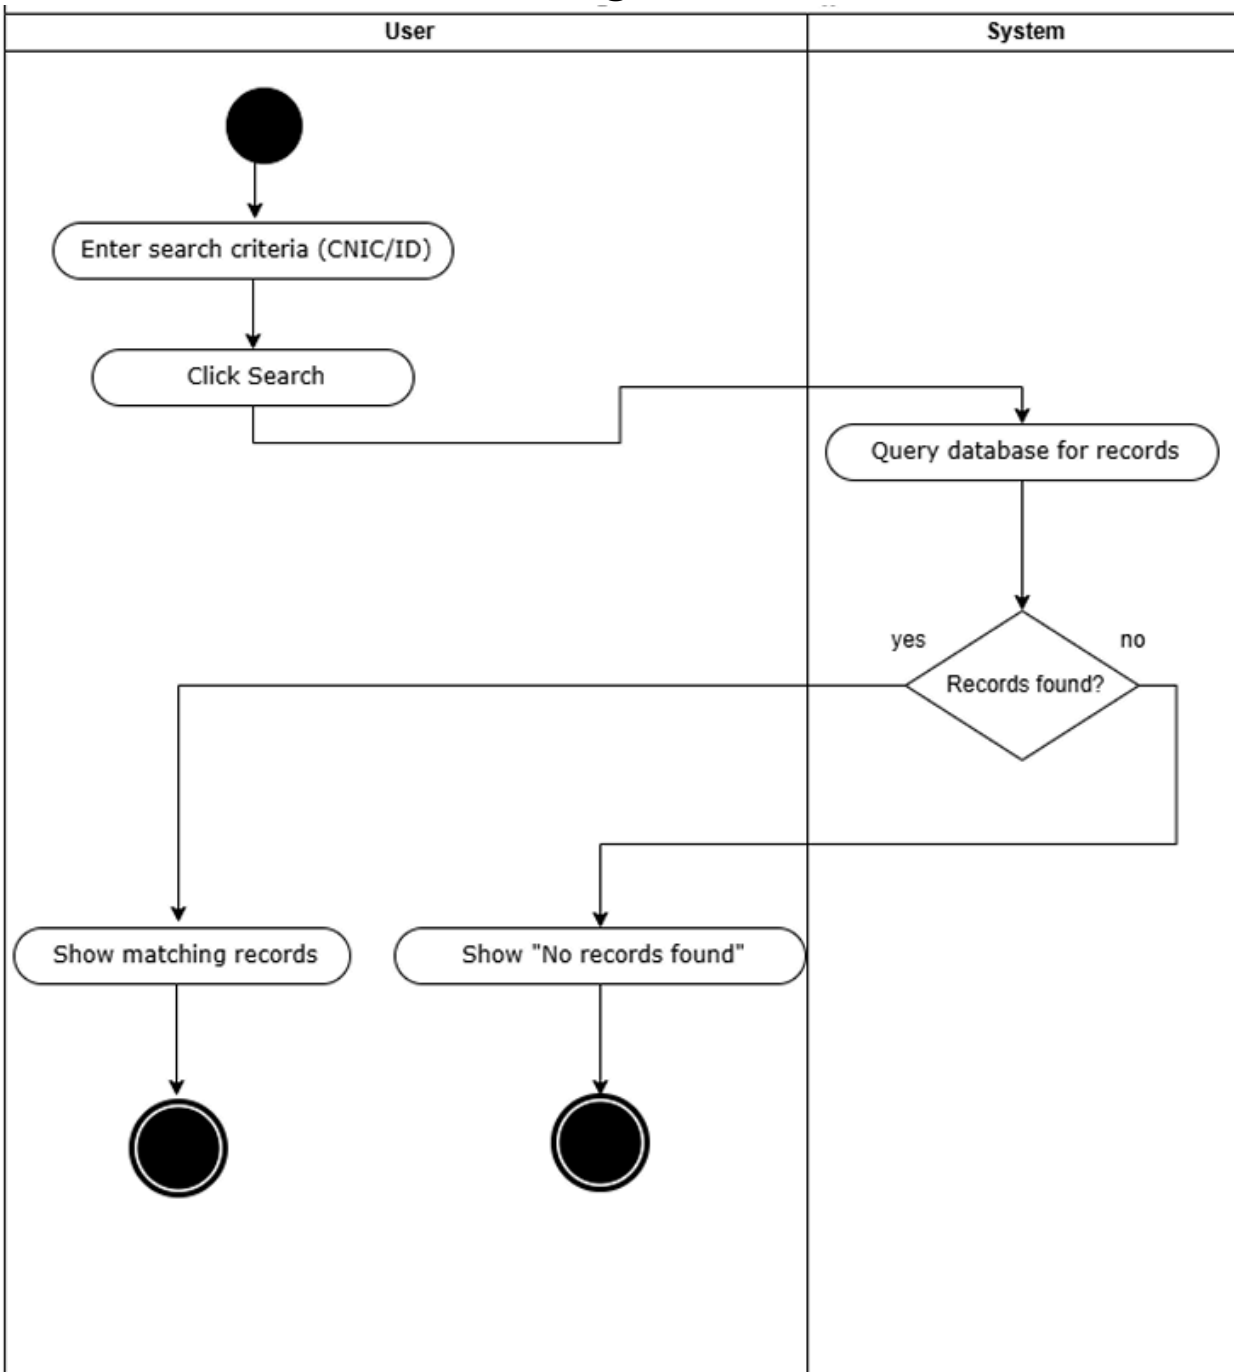 User
System
Enter search criteria (CNIC/ID)
Click Search
Query database for records
yes
no
Records found?
Show matching records
Show "No records found"